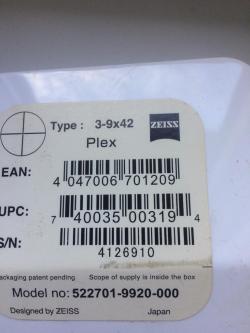 Type : 3-9x42 ZEISS
Plex
EAN: 4 047006 701209
UPC: 7 40035 00319 4
S/N: 4126910
ackaging patent pending Scope of supply is inside the box
Model no: 522701-9920-000
Designed by ZEISS Japan